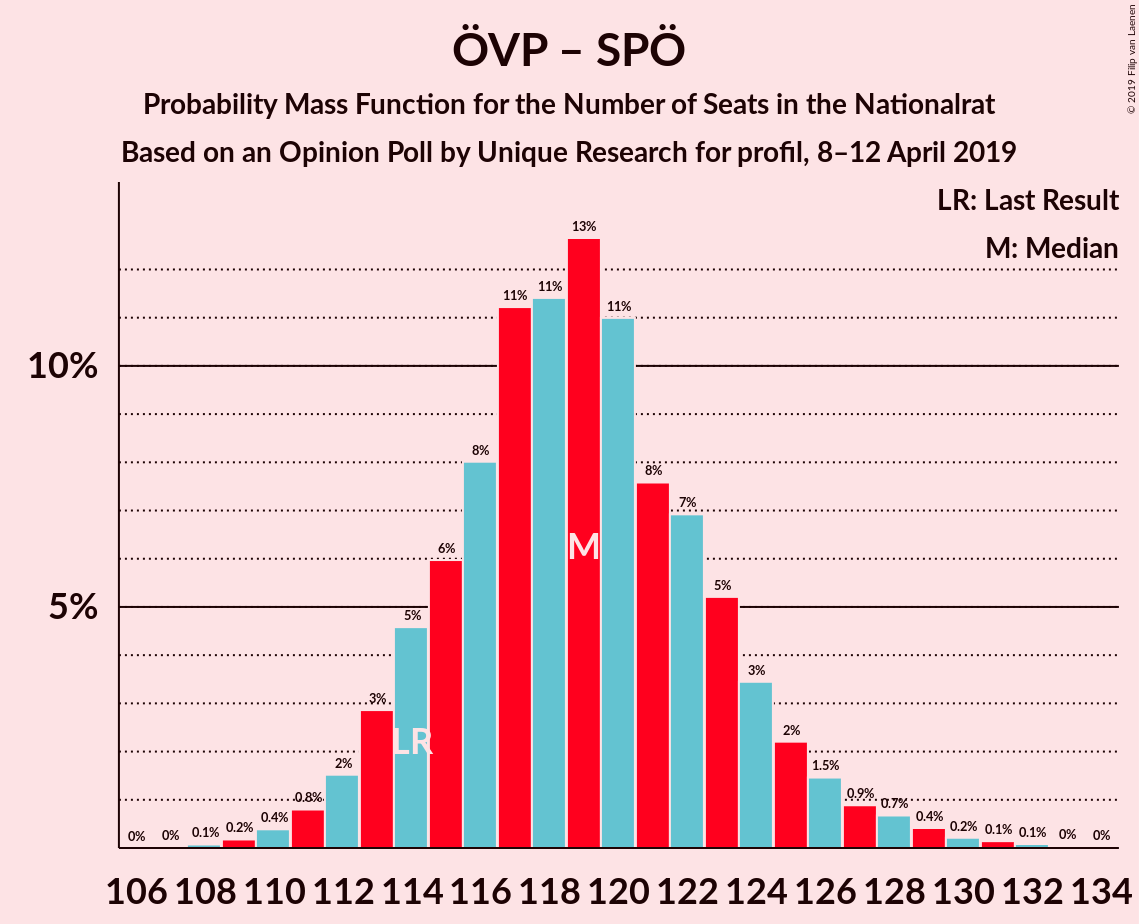 ÖVP – SPÖ
Probability Mass Function for the Number of Seats in the Nationalrat
Based on an Opinion Poll by Unique Research for profil, 8–12 April 2019
© 2019 Filip van Laenen
LR: Last Result
M: Median
10%
5%
0% 0% 0.1% 0.2% 0.4% 0.8% 2% 3% 5% 6% 8% 11% 11% 13% 11% 8% 7% 5% 3% 2% 1.5% 0.9% 0.7% 0.4% 0.2% 0.1% 0.1% 0% 0%
LR
M
106 108 110 112 114 116 118 120 122 124 126 128 130 132 134